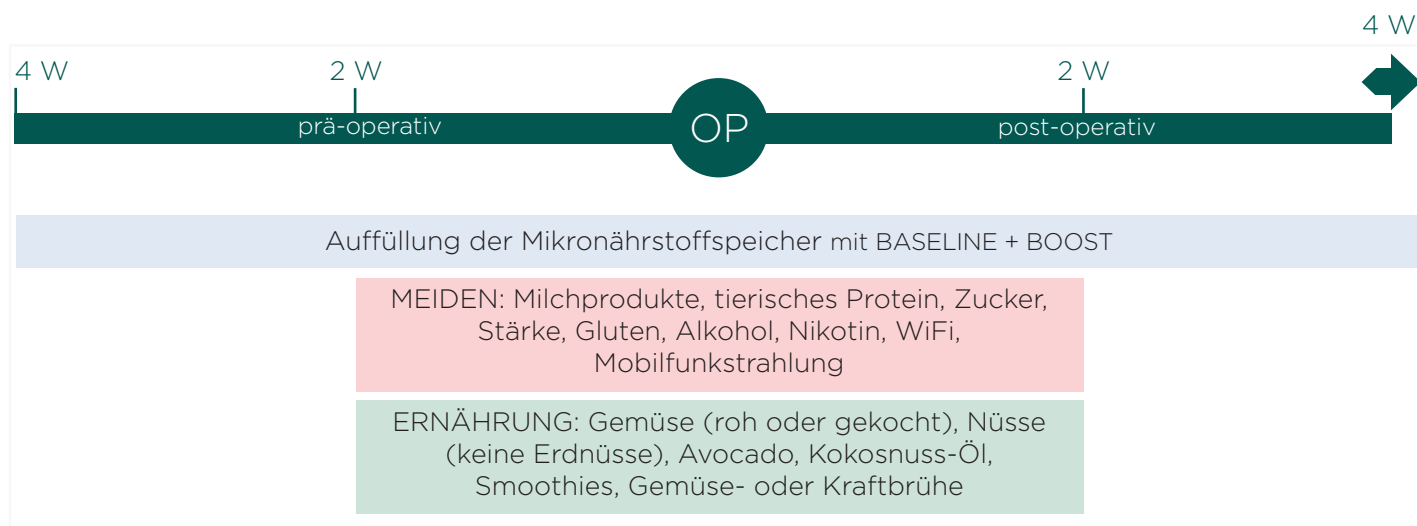 4 W
4 W
2 W
2 W
prä-operativ
OP
post-operativ
Auffüllung der Mikronährstoffspeicher mit BASELINE + BOOST
MEIDEN: Milchprodukte, tierisches Protein, Zucker,
Stärke, Gluten, Alkohol, Nikotin, WiFi,
Mobilfunkstrahlung
ERNÄHRUNG: Gemüse (roh oder gekocht), Nüsse
(keine Erdnüsse), Avocado, Kokosnuss-Öl,
Smoothies, Gemüse- oder Kraftbrühe